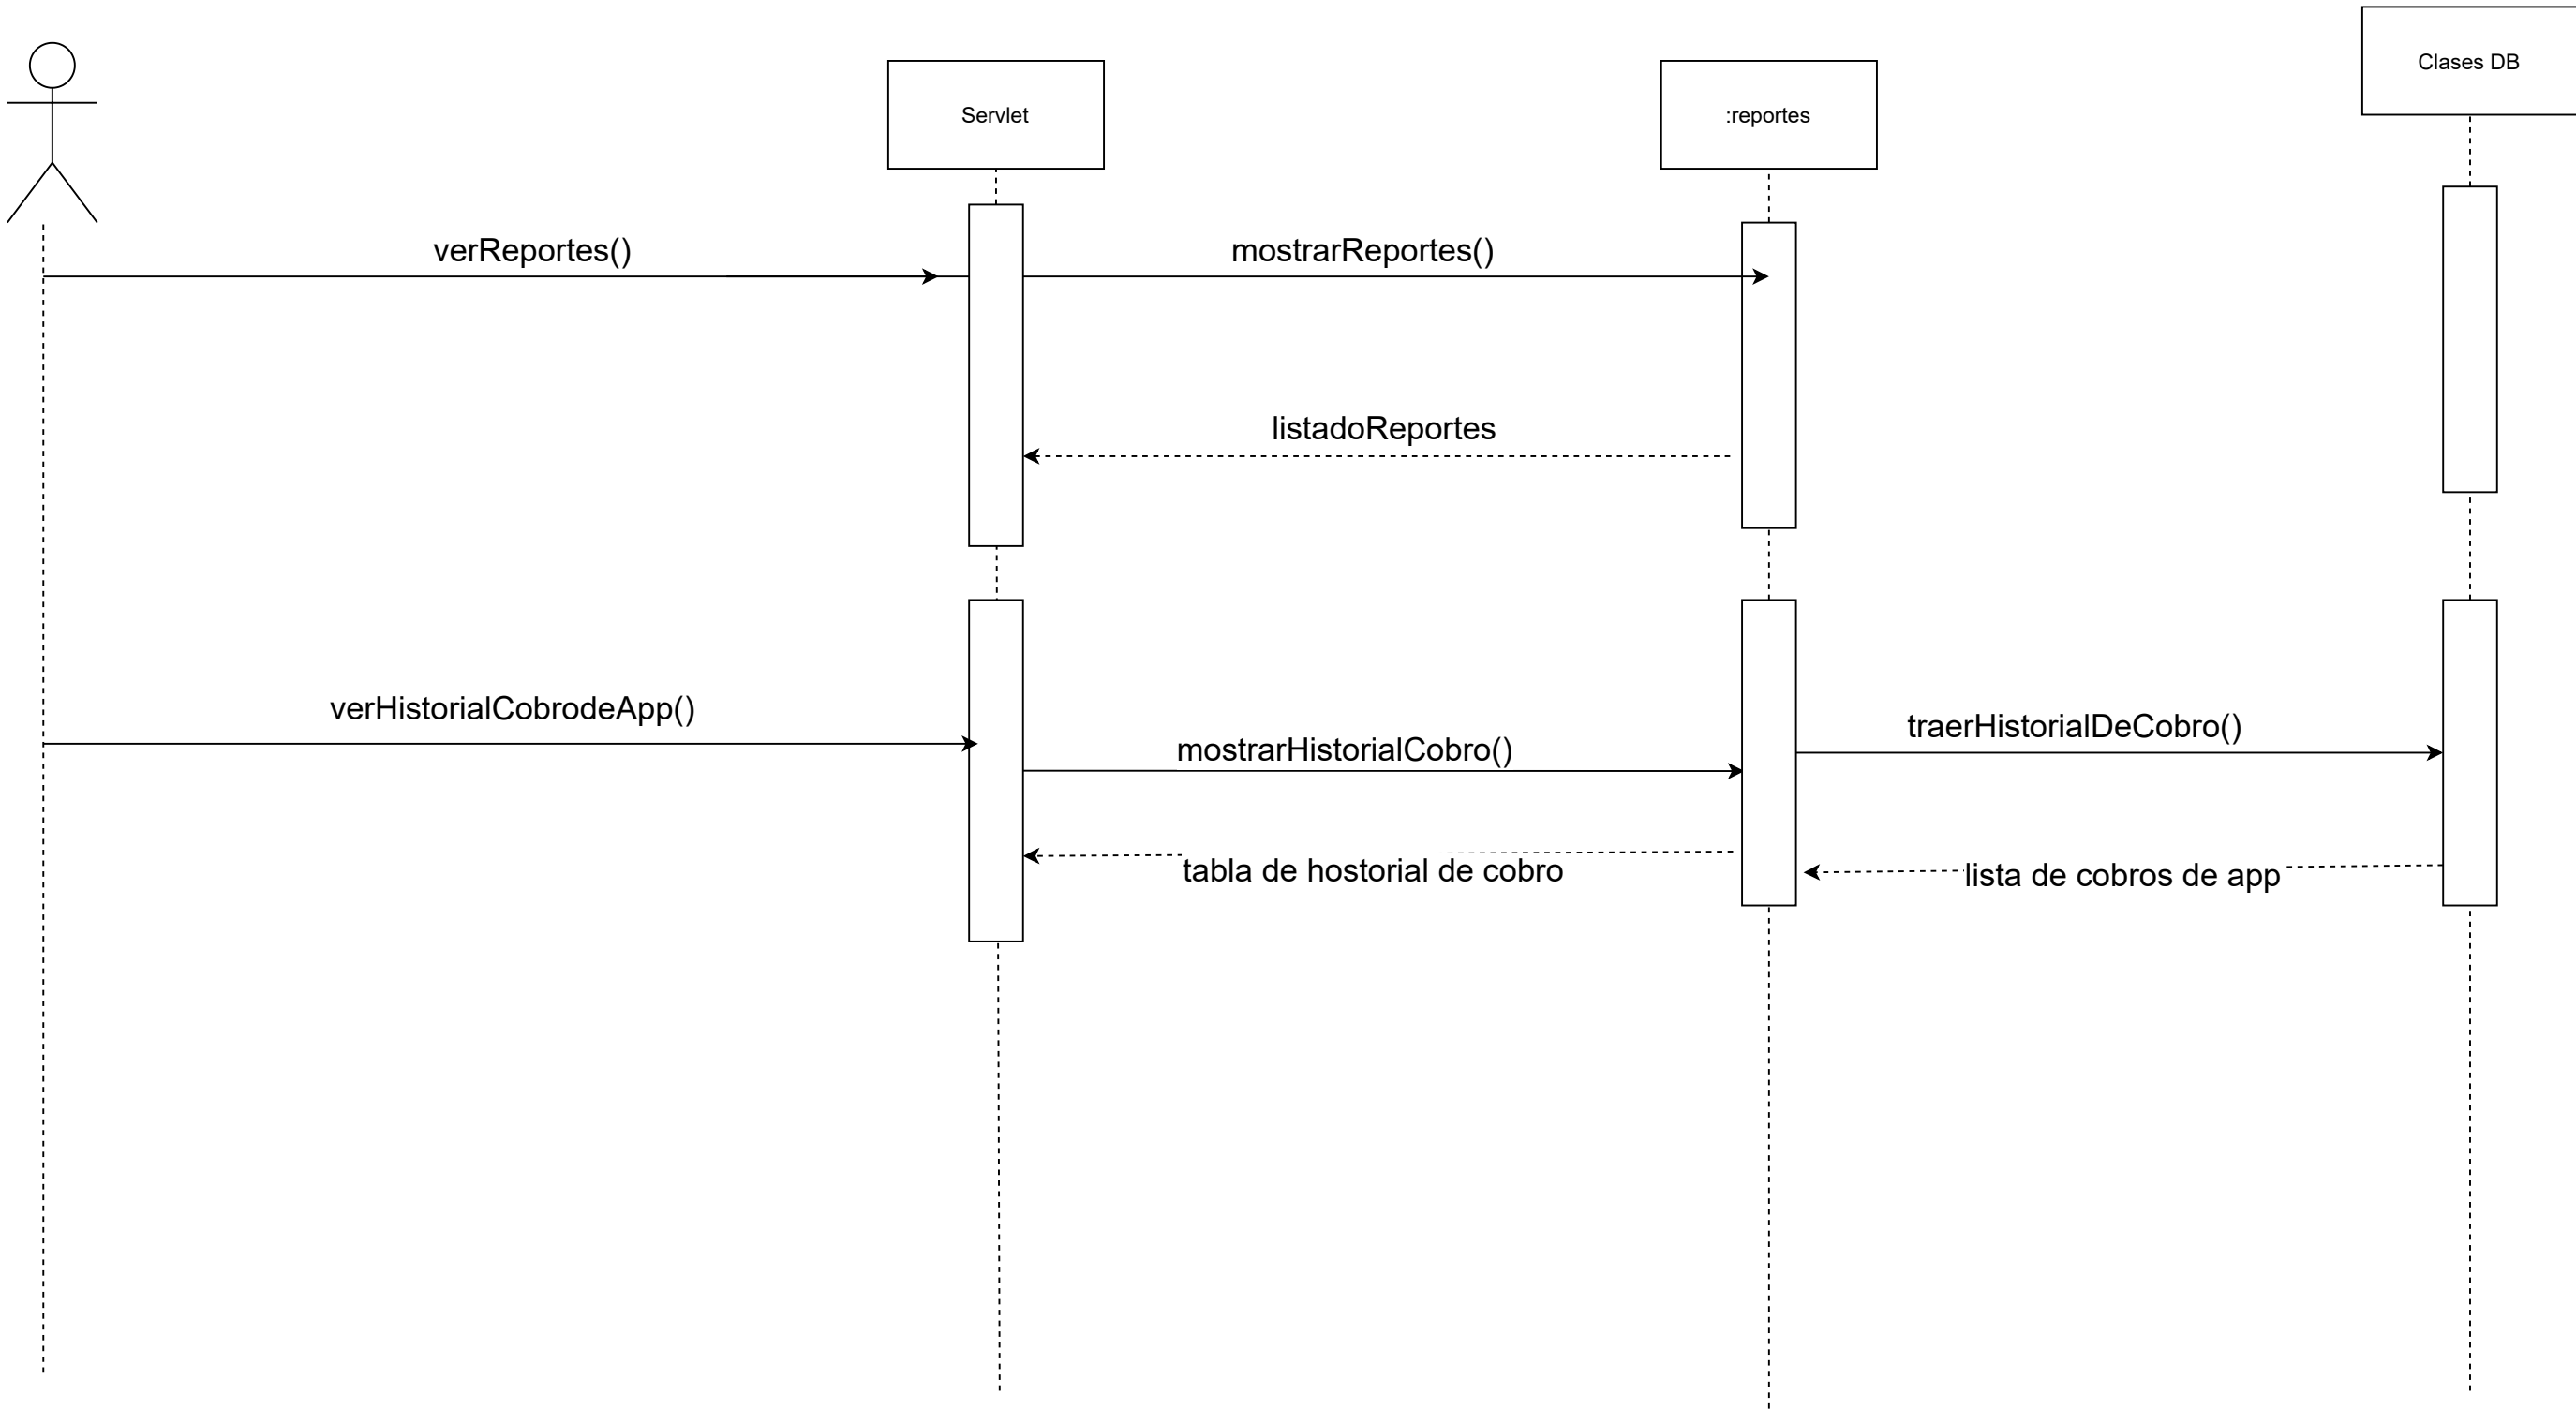 Clases DB
Servlet
:reportes
verReportes()
mostrarReportes()
listadoReportes
verHistorialCobrodeApp()
mostrarHistorialCobro()
traerHistorialDeCobro()
tabla de hostorial de cobro
lista de cobros de app